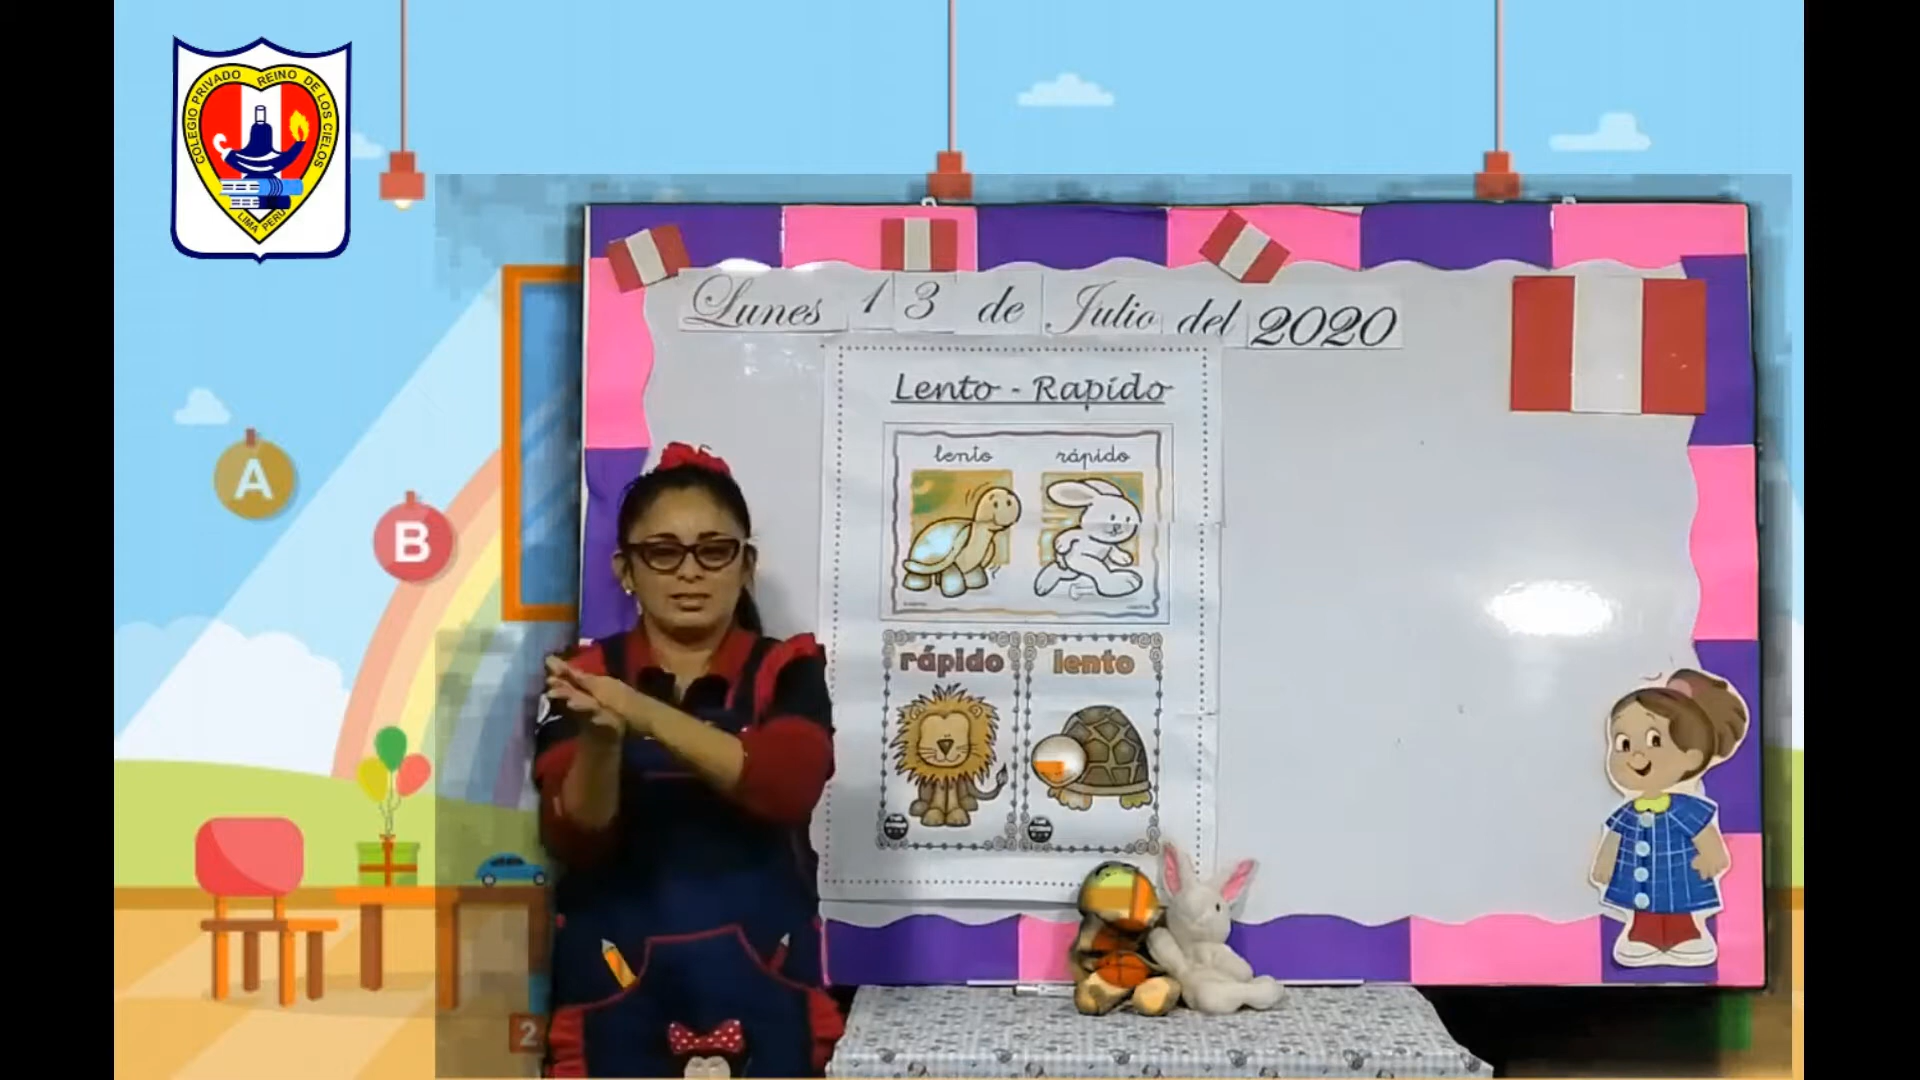 COLEGIO PRIVADO REINO DE LOS CIELOS
LIMA PERÚ
Lunes 13 de Julio del 2020
Lento - Rapido
lento rápido
rápido lento
A
B
2